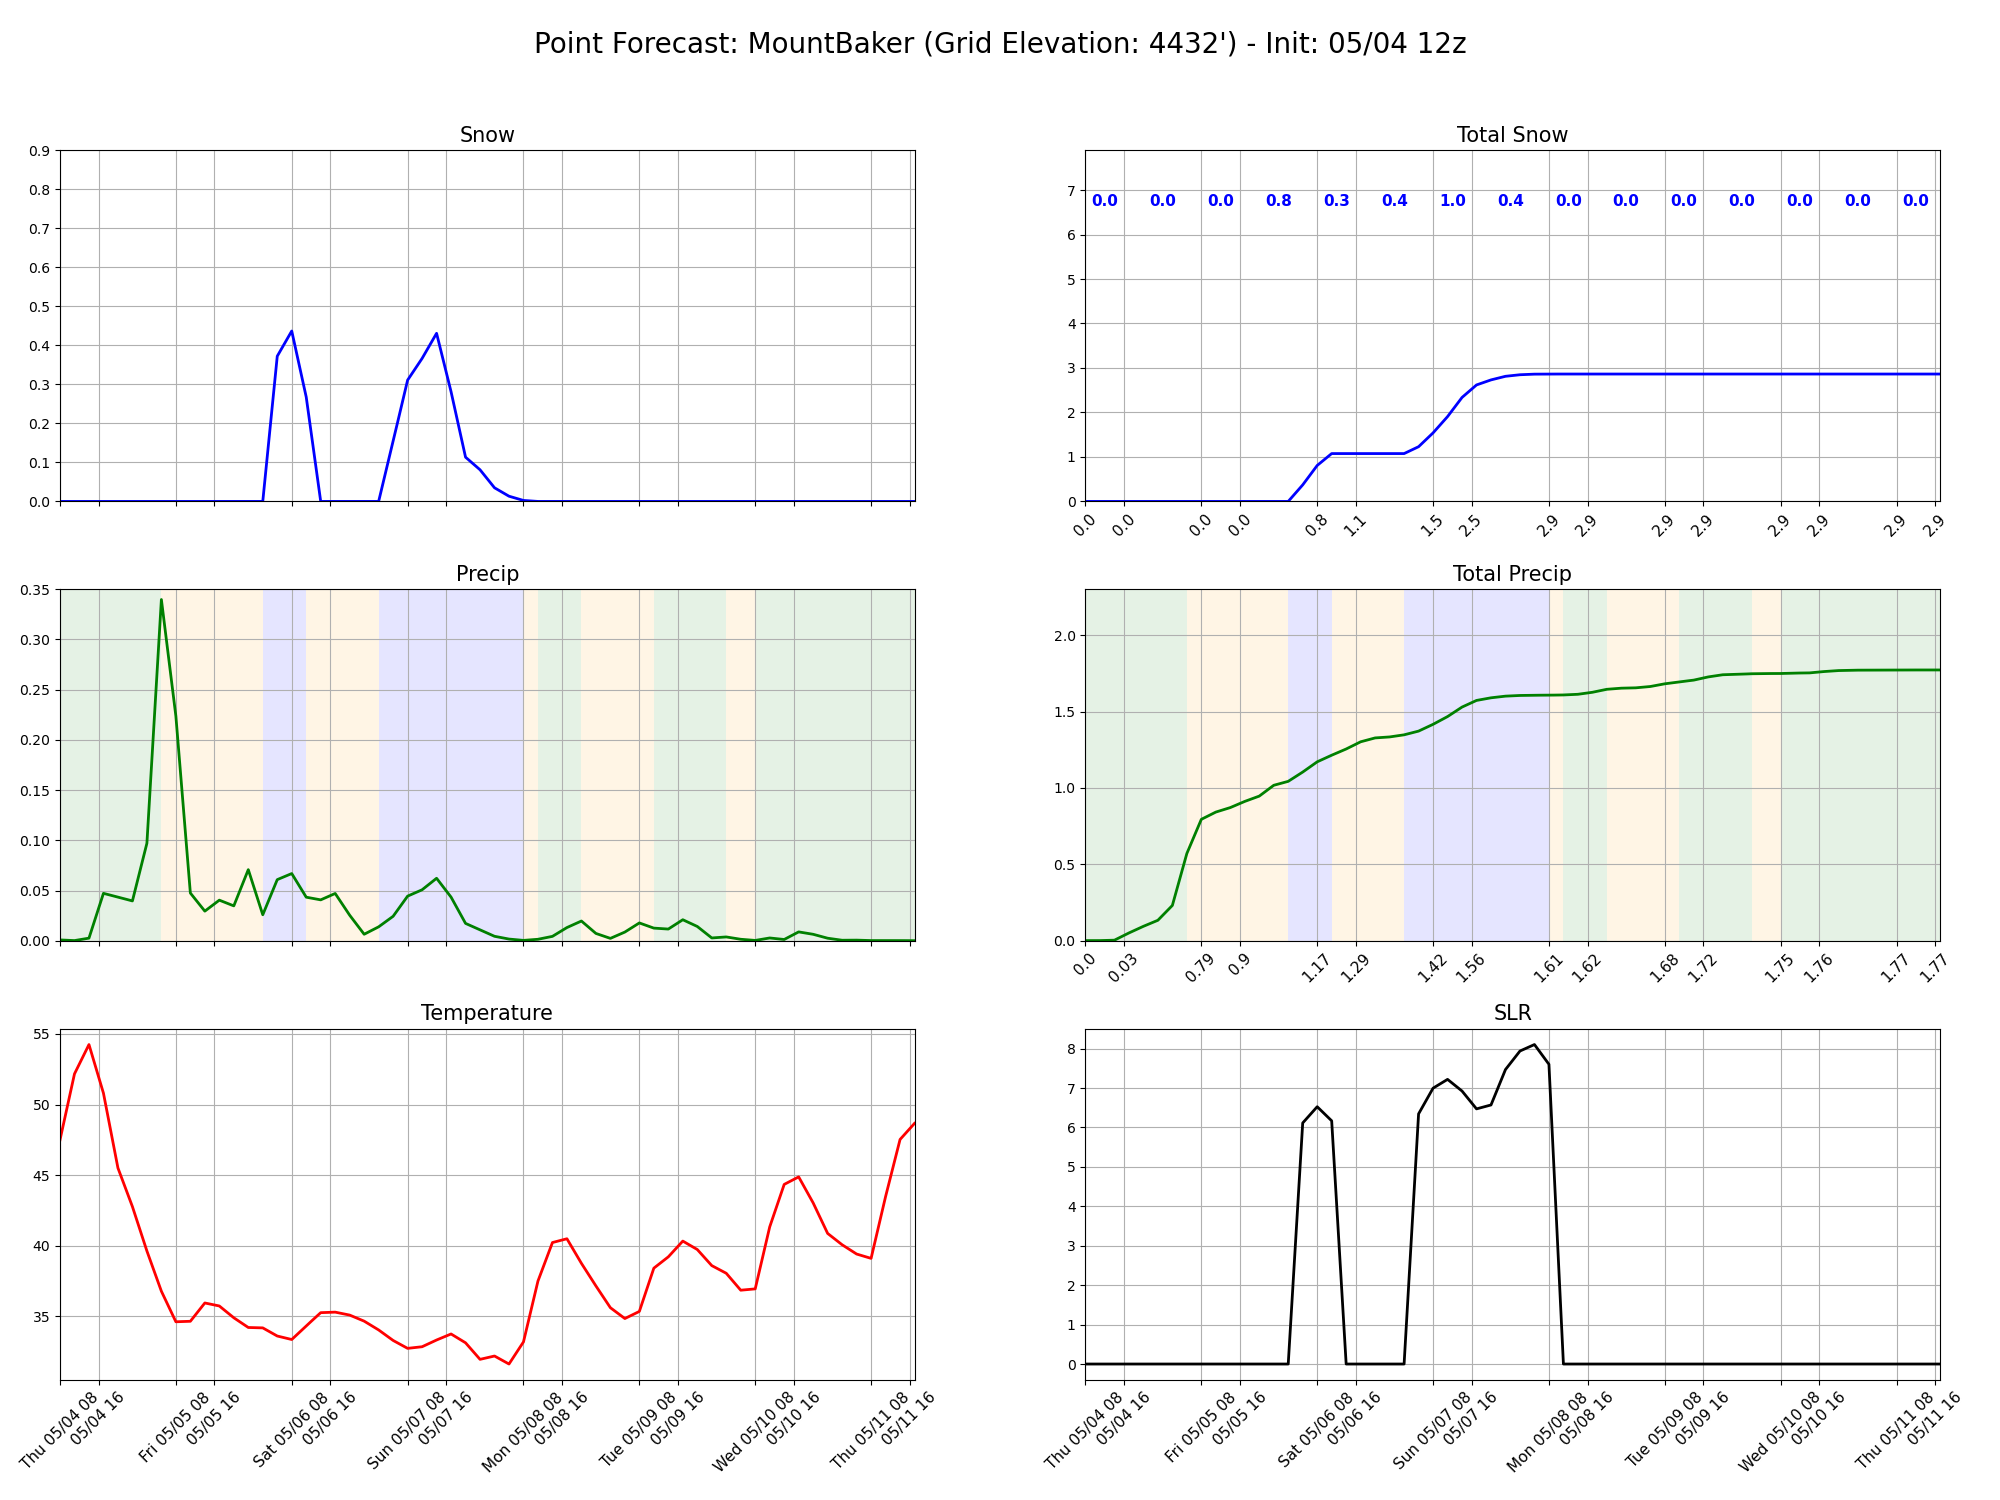 Point Forecast: MountBaker (Grid Elevation: 4432') - Init: 05/04 12z
Snow
0.9
0.8
0.7
0.6
0.5
0.4
0.3
0.2
0.1
0.0
Total Snow
7
6
5
4
3
2
1
0
0.0 0.0 0.0 0.8 0.3 0.4 1.0 0.4 0.0 0.0 0.0 0.0 0.0 0.0 0.0
0.0 0.0 0.0 0.0 0.8 1.1 1.5 2.5 2.9 2.9 2.9 2.9 2.9 2.9 2.9 2.9
Precip
0.35
0.30
0.25
0.20
0.15
0.10
0.05
0.00
Total Precip
2.0
1.5
1.0
0.5
0.0
0.0 0.03 0.79 0.9 1.17 1.29 1.42 1.56 1.61 1.62 1.68 1.72 1.75 1.76 1.77 1.77
Temperature
55
50
45
40
35
Thu 05/04 08
05/04 16
Fri 05/05 08
05/05 16
Sat 05/06 08
05/06 16
Sun 05/07 08
05/07 16
Mon 05/08 08
05/08 16
Tue 05/09 08
05/09 16
Wed 05/10 08
05/10 16
Thu 05/11 08
05/11 16
SLR
8
7
6
5
4
3
2
1
0
Thu 05/04 08
05/04 16
Fri 05/05 08
05/05 16
Sat 05/06 08
05/06 16
Sun 05/07 08
05/07 16
Mon 05/08 08
05/08 16
Tue 05/09 08
05/09 16
Wed 05/10 08
05/10 16
Thu 05/11 08
05/11 16